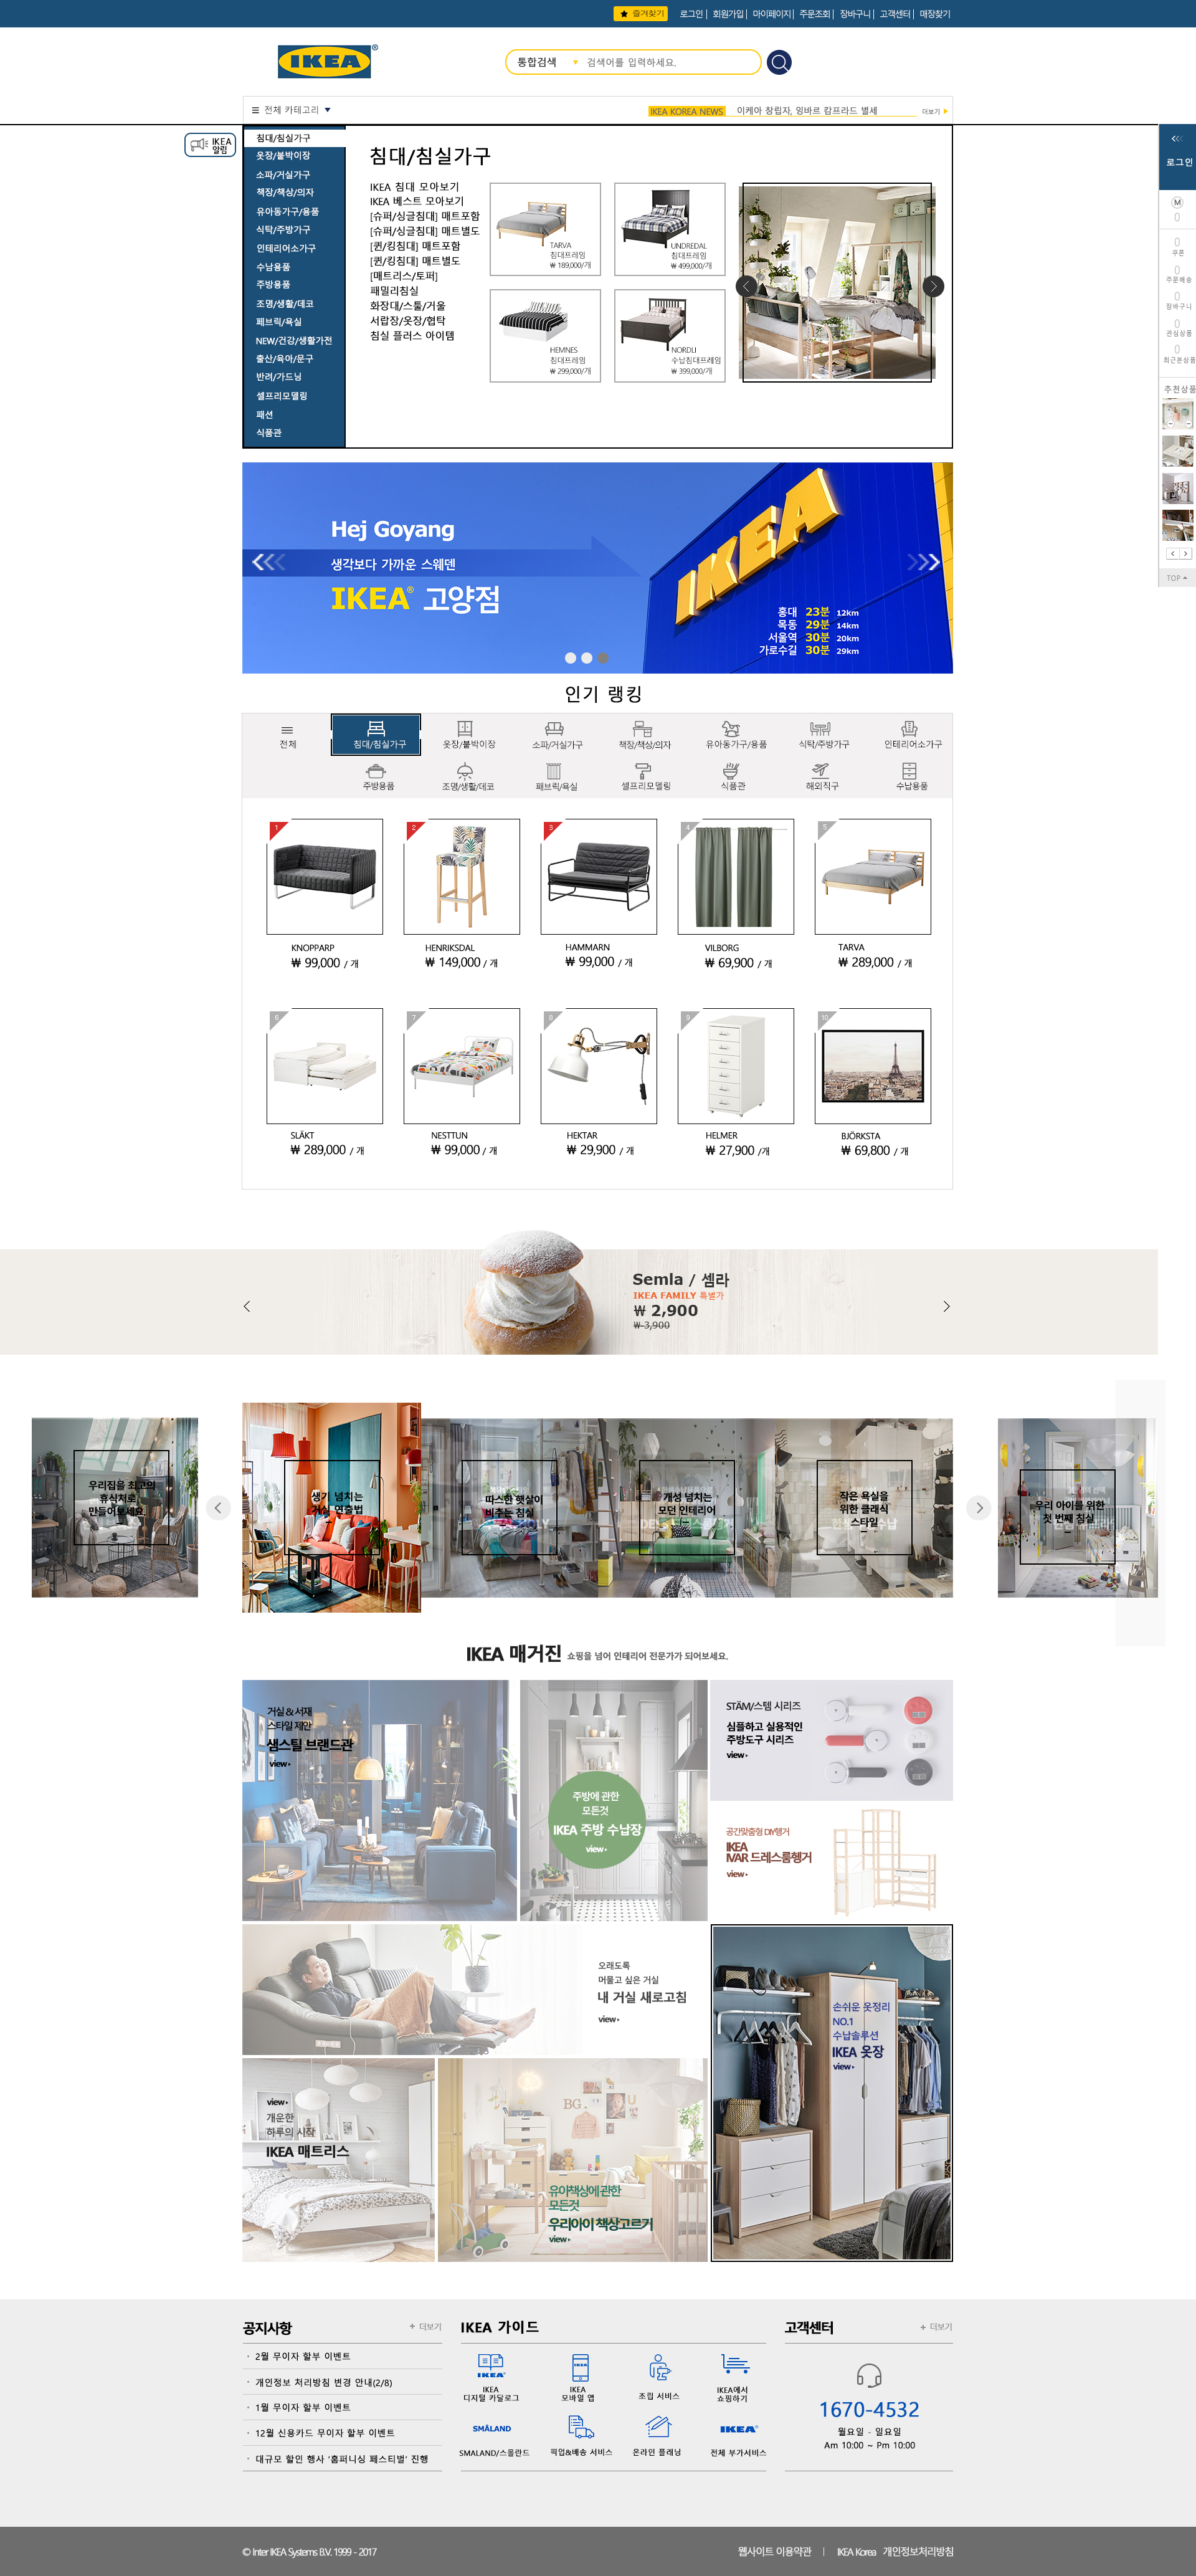 즐겨찾기
로그인 | 회원가입 | 마이페이지 | 주문조회 | 장바구니 | 고객센터 | 매장찾기
IKEA®
통합검색 검색어를 입력하세요.
전체 카테고리
IKEA KOREA NEWS 이케아 창립자, 잉바르 캄프라드 별세 더보기
IKEA
알림
침대/침실가구
옷장/붙박이장
소파/거실가구
책장/책상/의자
유아동가구/용품
식탁/주방가구
인테리어소가구
수납용품
주방용품
조명/생활/데코
페브릭/욕실
NEW/건강/생활가전
출산/육아/문구
반려/가드닝
셀프리모델링
패션
식품관
침대/침실가구
IKEA 침대 모아보기
IKEA 베스트 모아보기
[슈퍼/싱글침대] 매트포함
[슈퍼/싱글침대] 매트별도
[퀸/킹침대] 매트포함
[퀸/킹침대] 매트별도
[매트리스/토퍼]
패밀리침실
화장대/스툴/거울
서랍장/옷장/협탁
침실 플러스 아이템
TARVA
침대프레임
₩ 189,000/개
UNDREDAL
침대프레임
₩ 499,000/개
HEMNES
침대프레임
₩ 299,000/개
NORDLI
수납침대프레임
₩ 399,000/개
로그인
M
0
0
쿠폰
0
주문배송
0
장바구니
0
관심상품
0
최근본상품
추천상품
TOP
Hej Goyang
생각보다 가까운 스웨덴
IKEA® 고양점
IKEA
홍대 23분 12km
목동 29분 14km
서울역 30분 20km
가로수길 30분 29km
인기 랭킹
전체
침대/침실가구
옷장/붙박이장
소파/거실가구
책장/책상/의자
유아동가구/용품
식탁/주방가구
인테리어소가구
주방용품
조명/생활/데코
패브릭/욕실
셀프리모델링
식품관
해외직구
수납용품
1
KNOPPARP
₩ 99,000 / 개
2
HENRIKSDAL
₩ 149,000 / 개
3
HAMMARN
₩ 99,000 / 개
4
VILBORG
₩ 69,900 / 개
5
TARVA
₩ 289,000 / 개
6
SLÄKT
₩ 289,000 / 개
7
NESTTUN
₩ 99,000 / 개
8
HEKTAR
₩ 29,900 / 개
9
HELMER
₩ 27,900 /개
10
BJÖRKSTA
₩ 69,800 / 개
Semla / 셈라
IKEA FAMILY 특별가
₩ 2,900
₩ 3,900
우리집을 최고의
휴식처로
만들어보세요.
생기 넘치는
거실 연출법
따스한 햇살이
비추는 침실
개성 넘치는
모던 인테리어
작은 욕실을
위한 클래식
스타일
우리 아이를 위한
첫 번째 침실
IKEA 매거진 쇼핑을 넘어 인테리어 전문가가 되어보세요.
거실 & 서재
스타일 제안
샘스틸 브랜드관
view
주방에 관한
모든것
IKEA 주방 수납장
view
STÄM/스템 시리즈
심플하고 실용적인
주방도구 시리즈
view
공간맞춤형 DIY행거
IKEA
IVAR 드레스룸행거
view
오래도록
머물고 싶은 거실
내 거실 새로고침
view
손쉬운 옷정리
NO.1
수납솔루션
IKEA 옷장
view
view
개운한
하루의 시작
IKEA 매트리스
BG
유아책상에 관한
모든것
우리아이 책상고르기
view
공지사항 + 더보기
· 2월 무이자 할부 이벤트
· 개인정보 처리방침 변경 안내(2/8)
· 1월 무이자 할부 이벤트
· 12월 신용카드 무이자 할부 이벤트
· 대규모 할인 행사 '홈퍼니싱 페스티벌' 진행
IKEA 가이드
IKEA
IKEA
디지털 카달로그
IKEA
IKEA
모바일 앱
조립 서비스
IKEA에서
쇼핑하기
SMÅLAND
SMALAND/스몰란드
픽업&배송 서비스
온라인 플래닝
IKEA
전체 부가서비스
고객센터 + 더보기
1670-4532
월요일 - 일요일
Am 10:00 ~ Pm 10:00
© Inter IKEA Systems B.V. 1999 - 2017
웹사이트 이용약관 | IKEA Korea 개인정보처리방침